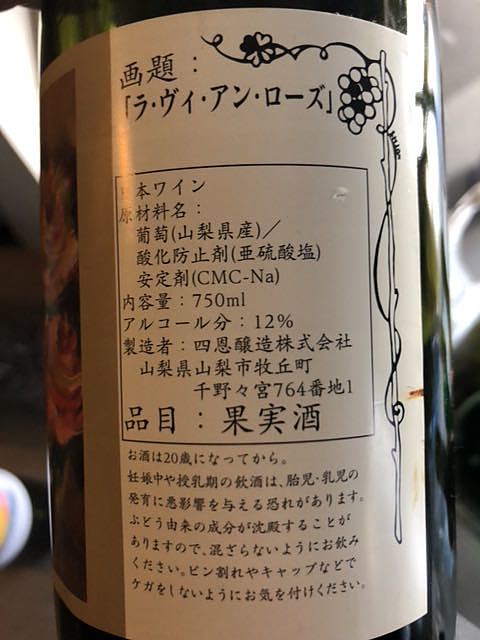 画題：
「ラ・ヴィ・アン・ローズ」
日本ワイン
原材料名：
葡萄(山梨県産)／
酸化防止剤(亜硫酸塩)
安定剤(CMC-Na)
内容量：750ml
アルコール分：12%
製造者：四恩醸造株式会社
山梨県山梨市牧丘町
千野々宮764番地1
品目：果実酒
お酒は20歳になってから。
妊娠中や授乳期の飲酒は、胎児・乳児の
発育に悪影響を与える恐れがあります。
ぶどう由来の成分が沈殿することが
ありますので、混ざらないようにお飲み
ください。ビン割れやキャップなどで
ケガをしないようにお気を付けください。